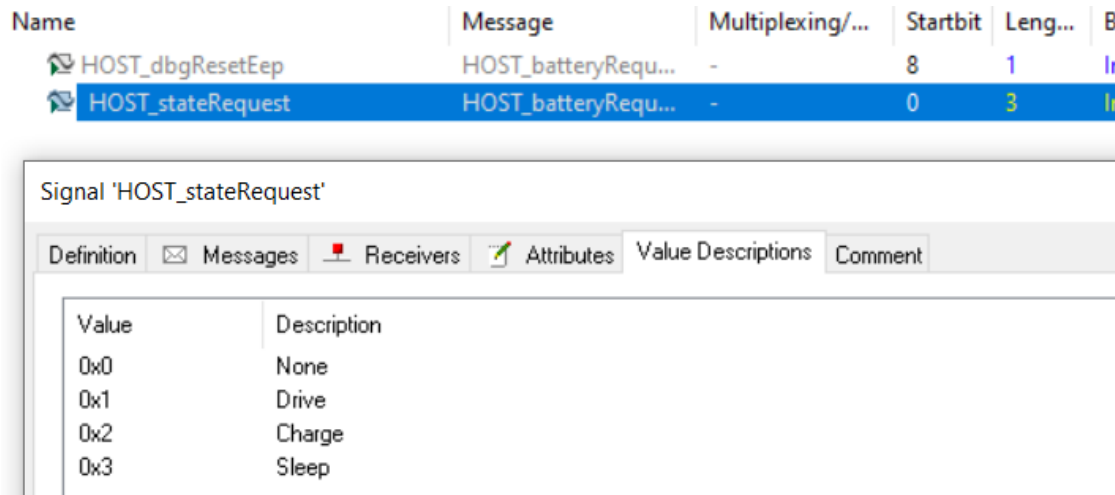 Name Message Multiplexing/... Startbit Leng...
HOST_dbgResetEep HOST_batteryRequ... - 8 1
HOST_stateRequest HOST_batteryRequ... - 0 3
Signal 'HOST_stateRequest'
Definition Messages Receivers Attributes Value Descriptions Comment
Value Description
0x0 None
0x1 Drive
0x2 Charge
0x3 Sleep